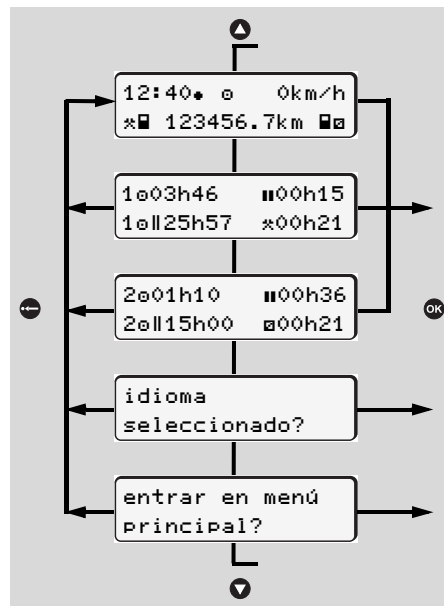 12:40● ⊙ 0km/h
⚒ 123456.7km
1⊙03h46 ▮▮00h15
1⊙||25h57 ⚒00h21
2⊙01h10 ▮▮00h36
2⊙||15h00 ⧄00h21
OK
idioma
seleccionado?
entrar en menú
principal?